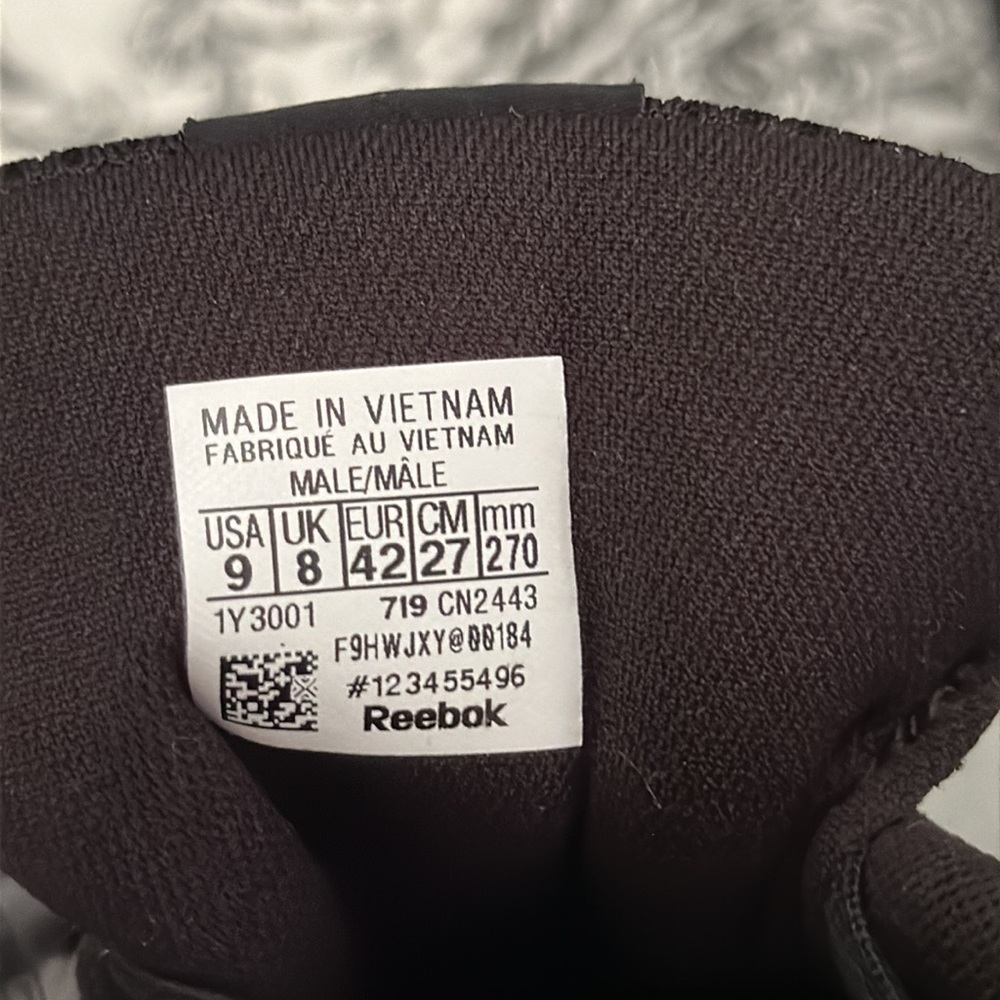 MADE IN VIETNAM
FABRIQUÉ AU VIETNAM
MALE/MÂLE
USA UK EUR CM mm
9 8 42 27 270
1Y3001 719 CN2443
F9HWJXY@00184
#123455496
Reebok